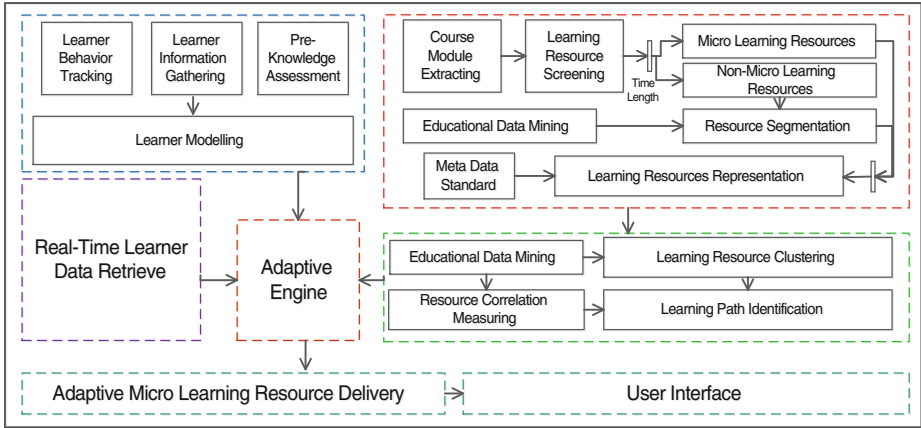 Learner
Behavior
Tracking
Learner
Information
Gathering
Pre-
Knowledge
Assessment
Learner Modelling
Course
Module
Extracting
Learning
Resource
Screening
Time
Length
Micro Learning Resources
Non-Micro Learning
Resources
Educational Data Mining
Resource Segmentation
Meta Data
Standard
Learning Resources Representation
Real-Time Learner
Data Retrieve
Adaptive
Engine
Educational Data Mining
Learning Resource Clustering
Resource Correlation
Measuring
Learning Path Identification
Adaptive Micro Learning Resource Delivery
User Interface